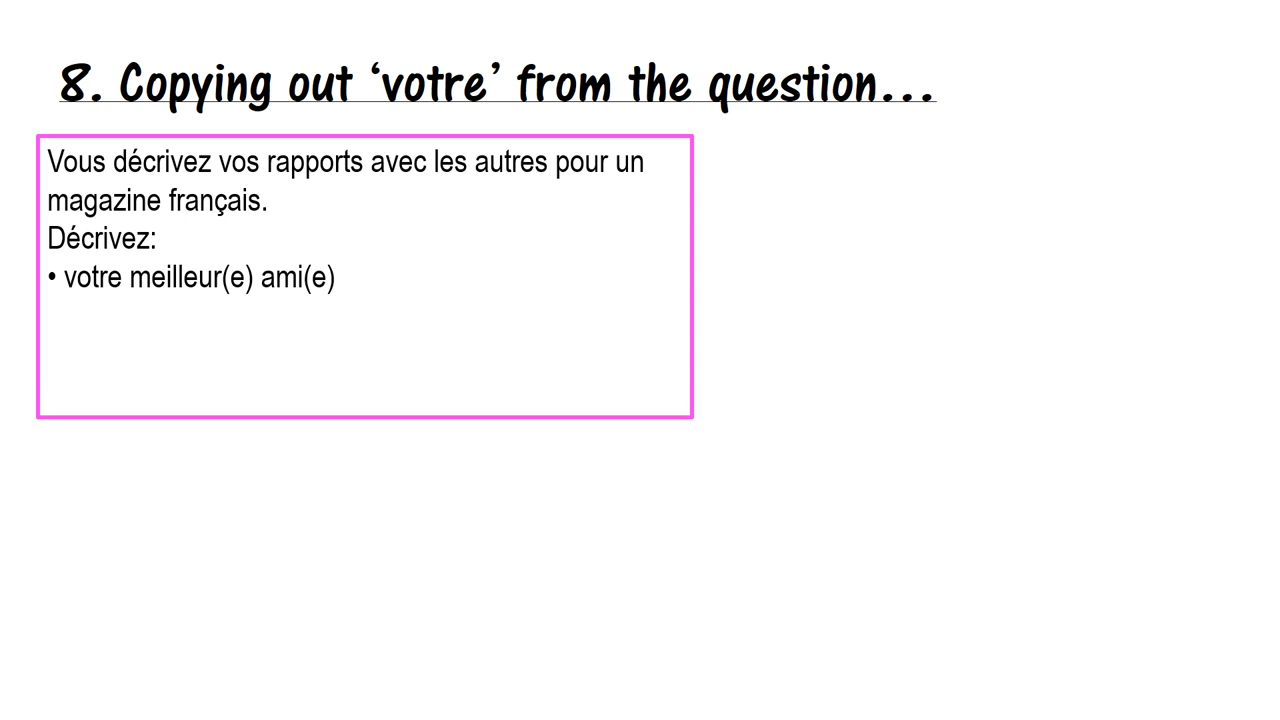 8. Copying out ‘votre’ from the question...
Vous décrivez vos rapports avec les autres pour un
magazine français.
Décrivez:
• votre meilleur(e) ami(e)